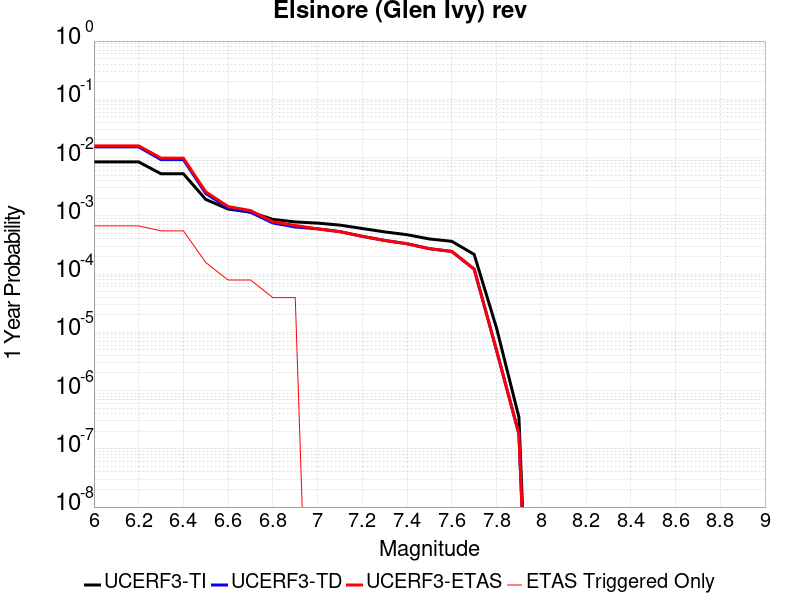 Elsinore (Glen Ivy) rev
1 Year Probability
10^0
10^-1
10^-2
10^-3
10^-4
10^-5
10^-6
10^-7
10^-8
6 6.2 6.4 6.6 6.8 7 7.2 7.4 7.6 7.8 8 8.2 8.4 8.6 8.8 9
Magnitude
UCERF3-TI UCERF3-TD UCERF3-ETAS ETAS Triggered Only